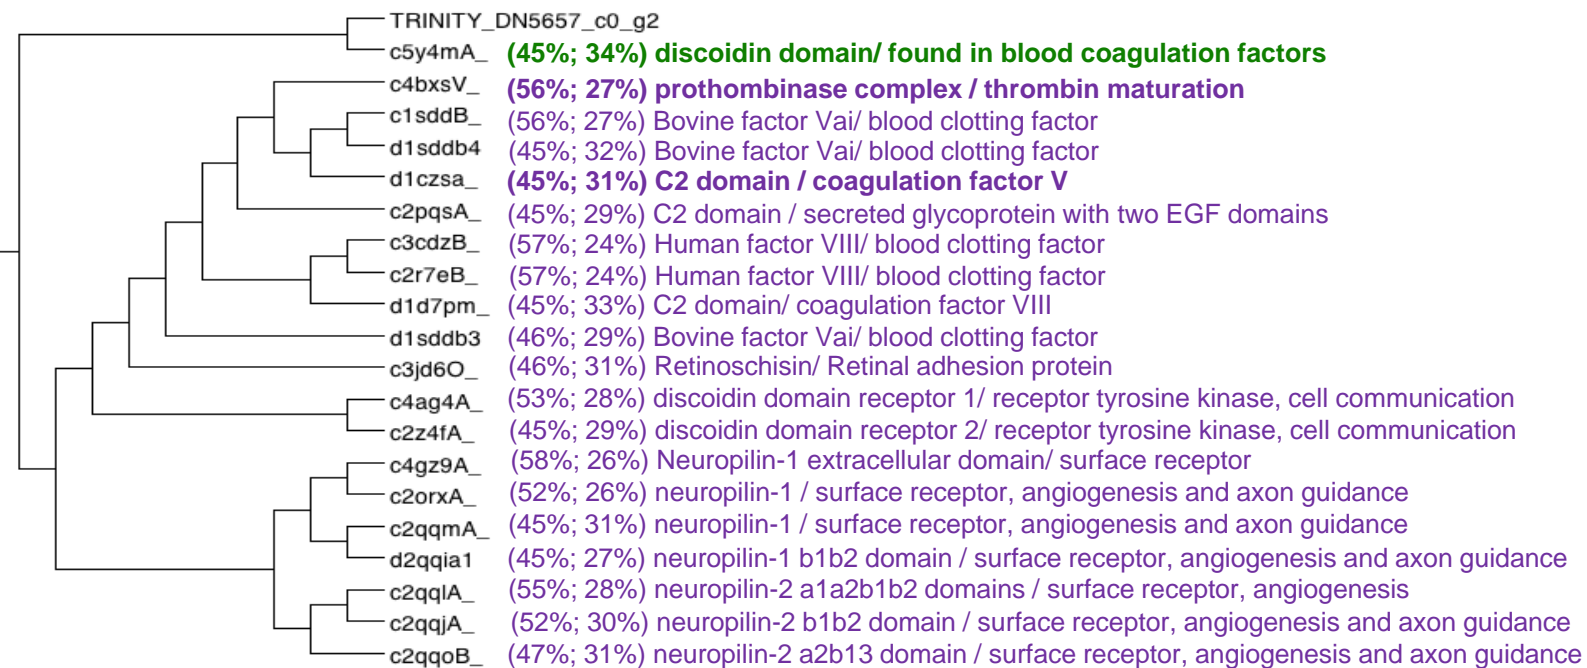 TRINITY_DN5657_c0_g2
c5y4mA_ (45%; 34%) discoidin domain/ found in blood coagulation factors
c4bxsV_ (56%; 27%) prothombinase complex / thrombin maturation
c1sddB_ (56%; 27%) Bovine factor Vai/ blood clotting factor
d1sddb4 (45%; 32%) Bovine factor Vai/ blood clotting factor
d1czsa_ (45%; 31%) C2 domain / coagulation factor V
c2pqsA_ (45%; 29%) C2 domain / secreted glycoprotein with two EGF domains
c3cdzB_ (57%; 24%) Human factor VIII/ blood clotting factor
c2r7eB_ (57%; 24%) Human factor VIII/ blood clotting factor
d1d7pm_ (45%; 33%) C2 domain/ coagulation factor VIII
d1sddb3 (46%; 29%) Bovine factor Vai/ blood clotting factor
c3jd6O_ (46%; 31%) Retinoschisin/ Retinal adhesion protein
c4ag4A_ (53%; 28%) discoidin domain receptor 1/ receptor tyrosine kinase, cell communication
c2z4fA_ (45%; 29%) discoidin domain receptor 2/ receptor tyrosine kinase, cell communication
c4gz9A_ (58%; 26%) Neuropilin-1 extracellular domain/ surface receptor
c2orxA_ (52%; 26%) neuropilin-1 / surface receptor, angiogenesis and axon guidance
c2qqmA_ (45%; 31%) neuropilin-1 / surface receptor, angiogenesis and axon guidance
d2qqia1 (45%; 27%) neuropilin-1 b1b2 domain / surface receptor, angiogenesis and axon guidance
c2qqlA_ (55%; 28%) neuropilin-2 a1a2b1b2 domains / surface receptor, angiogenesis
c2qqjA_ (52%; 30%) neuropilin-2 b1b2 domain / surface receptor, angiogenesis and axon guidance
c2qqoB_ (47%; 31%) neuropilin-2 a2b13 domain / surface receptor, angiogenesis and axon guidance